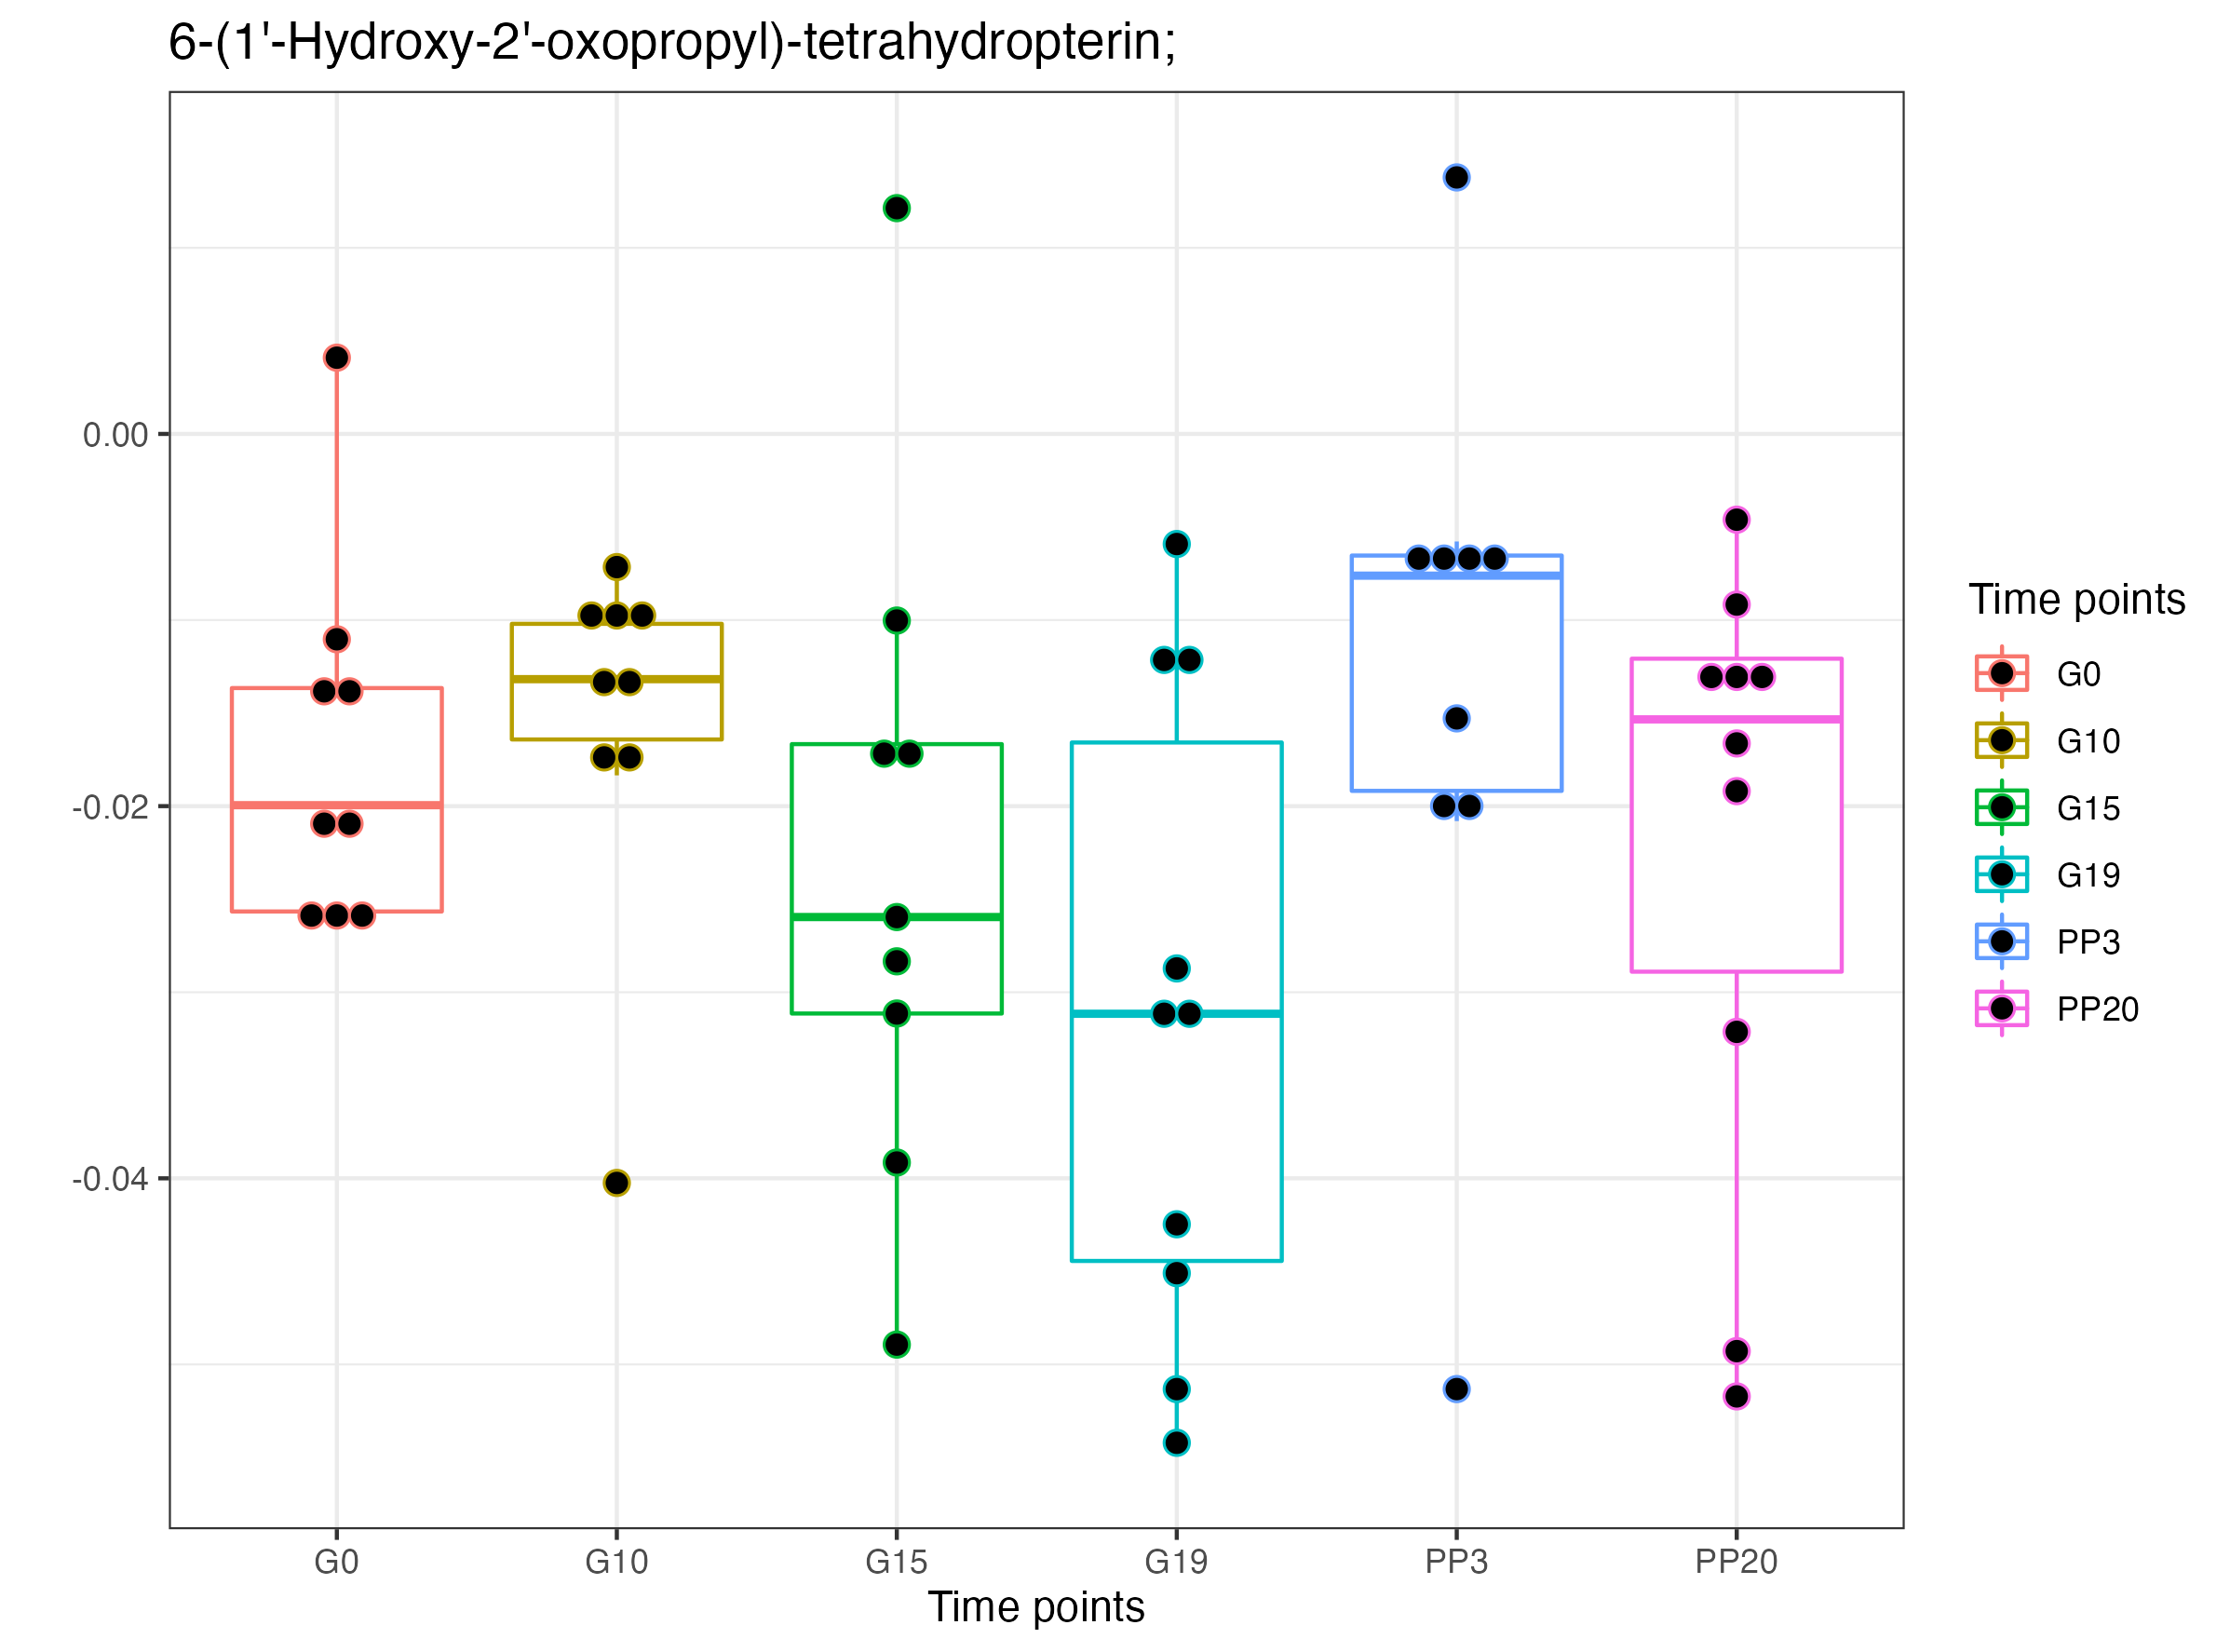 6-(1'-Hydroxy-2'-oxopropyl)-tetrahydropterin;
0.00
-0.02
-0.04
G0 G10 G15 G19 PP3 PP20
Time points
Time points
G0
G10
G15
G19
PP3
PP20